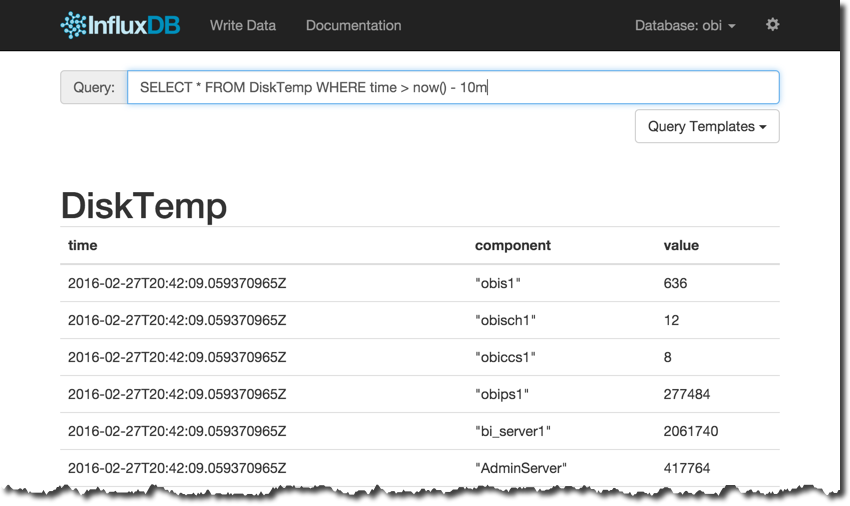 InfluxDB Write Data Documentation Database: obi
Query: SELECT * FROM DiskTemp WHERE time > now() - 10m
Query Templates
DiskTemp
time component value
2016-02-27T20:42:09.059370965Z "obis1" 636
2016-02-27T20:42:09.059370965Z "obisch1" 12
2016-02-27T20:42:09.059370965Z "obiccs1" 8
2016-02-27T20:42:09.059370965Z "obips1" 277484
2016-02-27T20:42:09.059370965Z "bi_server1" 2061740
2016-02-27T20:42:09.059370965Z "AdminServer" 417764